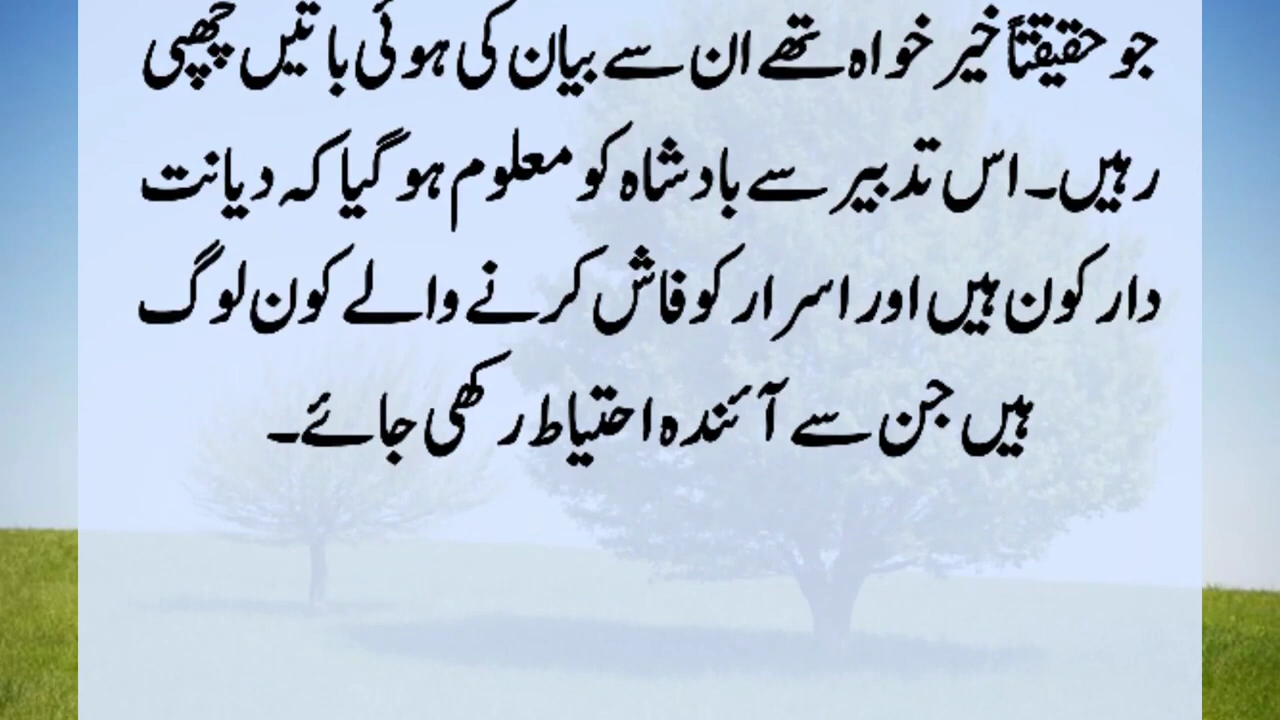 جو حقیقتاً خیر خواہ تھے ان سے بیان کی ہوئی باتیں چھپی
رہیں۔ اس تدبیر سے بادشاہ کو معلوم ہو گیا کہ دیانت
دار کون ہیں اور اسرار کو فاش کرنے والے کون لوگ
ہیں جن سے آئندہ احتیاط رکھی جائے۔